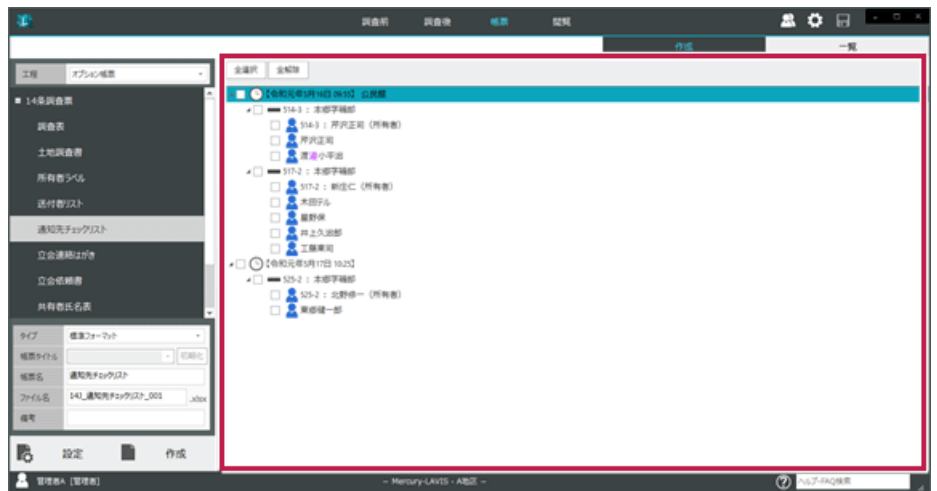 調査前 調査後 帳票 閲覧
作成 一覧
工程 オプション帳票
全選択 全解除
14条調査票
調査表
土地調査書
所有者ラベル
送付者リスト
通知先チェックリスト
立会連絡はがき
立会依頼書
共有者氏名表
【令和元年5月16日 09:55】 公民館
514-3 : 本郷字磯部
514-3 : 芹沢正司 (所有者)
芹沢正司
渡邉小平治
517-2 : 本郷字磯部
517-2 : 新庄仁 (所有者)
木田テル
星野保
井上久治郎
工藤東司
【令和元年5月17日 10:25】
525-2 : 本郷字磯部
525-2 : 北野修一 (所有者)
東郷健一郎
タイプ 標準フォーマット
帳票タイトル 初期化
帳票名 通知先チェックリスト
ファイル名 14J_通知先チェックリスト_001 .xlsx
備考
設定 作成
管理者A [管理者]
– Mercury-LAVIS - A地区 –
ヘルプ・FAQ検索